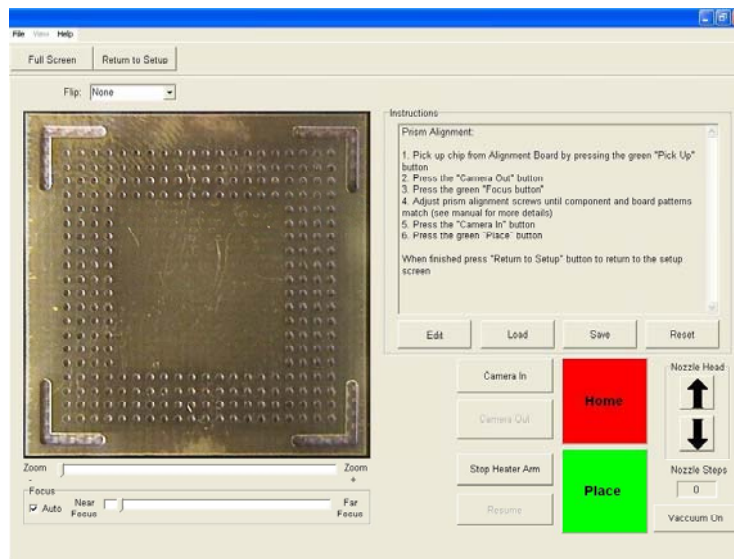 File View Help
Full Screen Return to Setup
Flip: None
Instructions
Prism Alignment:
1. Pick up chip from Alignment Board by pressing the green "Pick Up"
button
2. Press the "Camera Out" button
3. Press the green "Focus button"
4. Adjust prism alignment screws until component and board patterns
match (see manual for more details)
5. Press the "Camera In" button
6. Press the green "Place" button
When finished press "Return to Setup" button to return to the setup
screen
Edit Load Save Reset
Camera In
Camera Out
Home
Nozzle Head
Zoom
-
Zoom
+
Stop Heater Arm
Resume
Place
Nozzle Steps
0
Vaccuum On
Focus
Auto
Near
Focus
Far
Focus